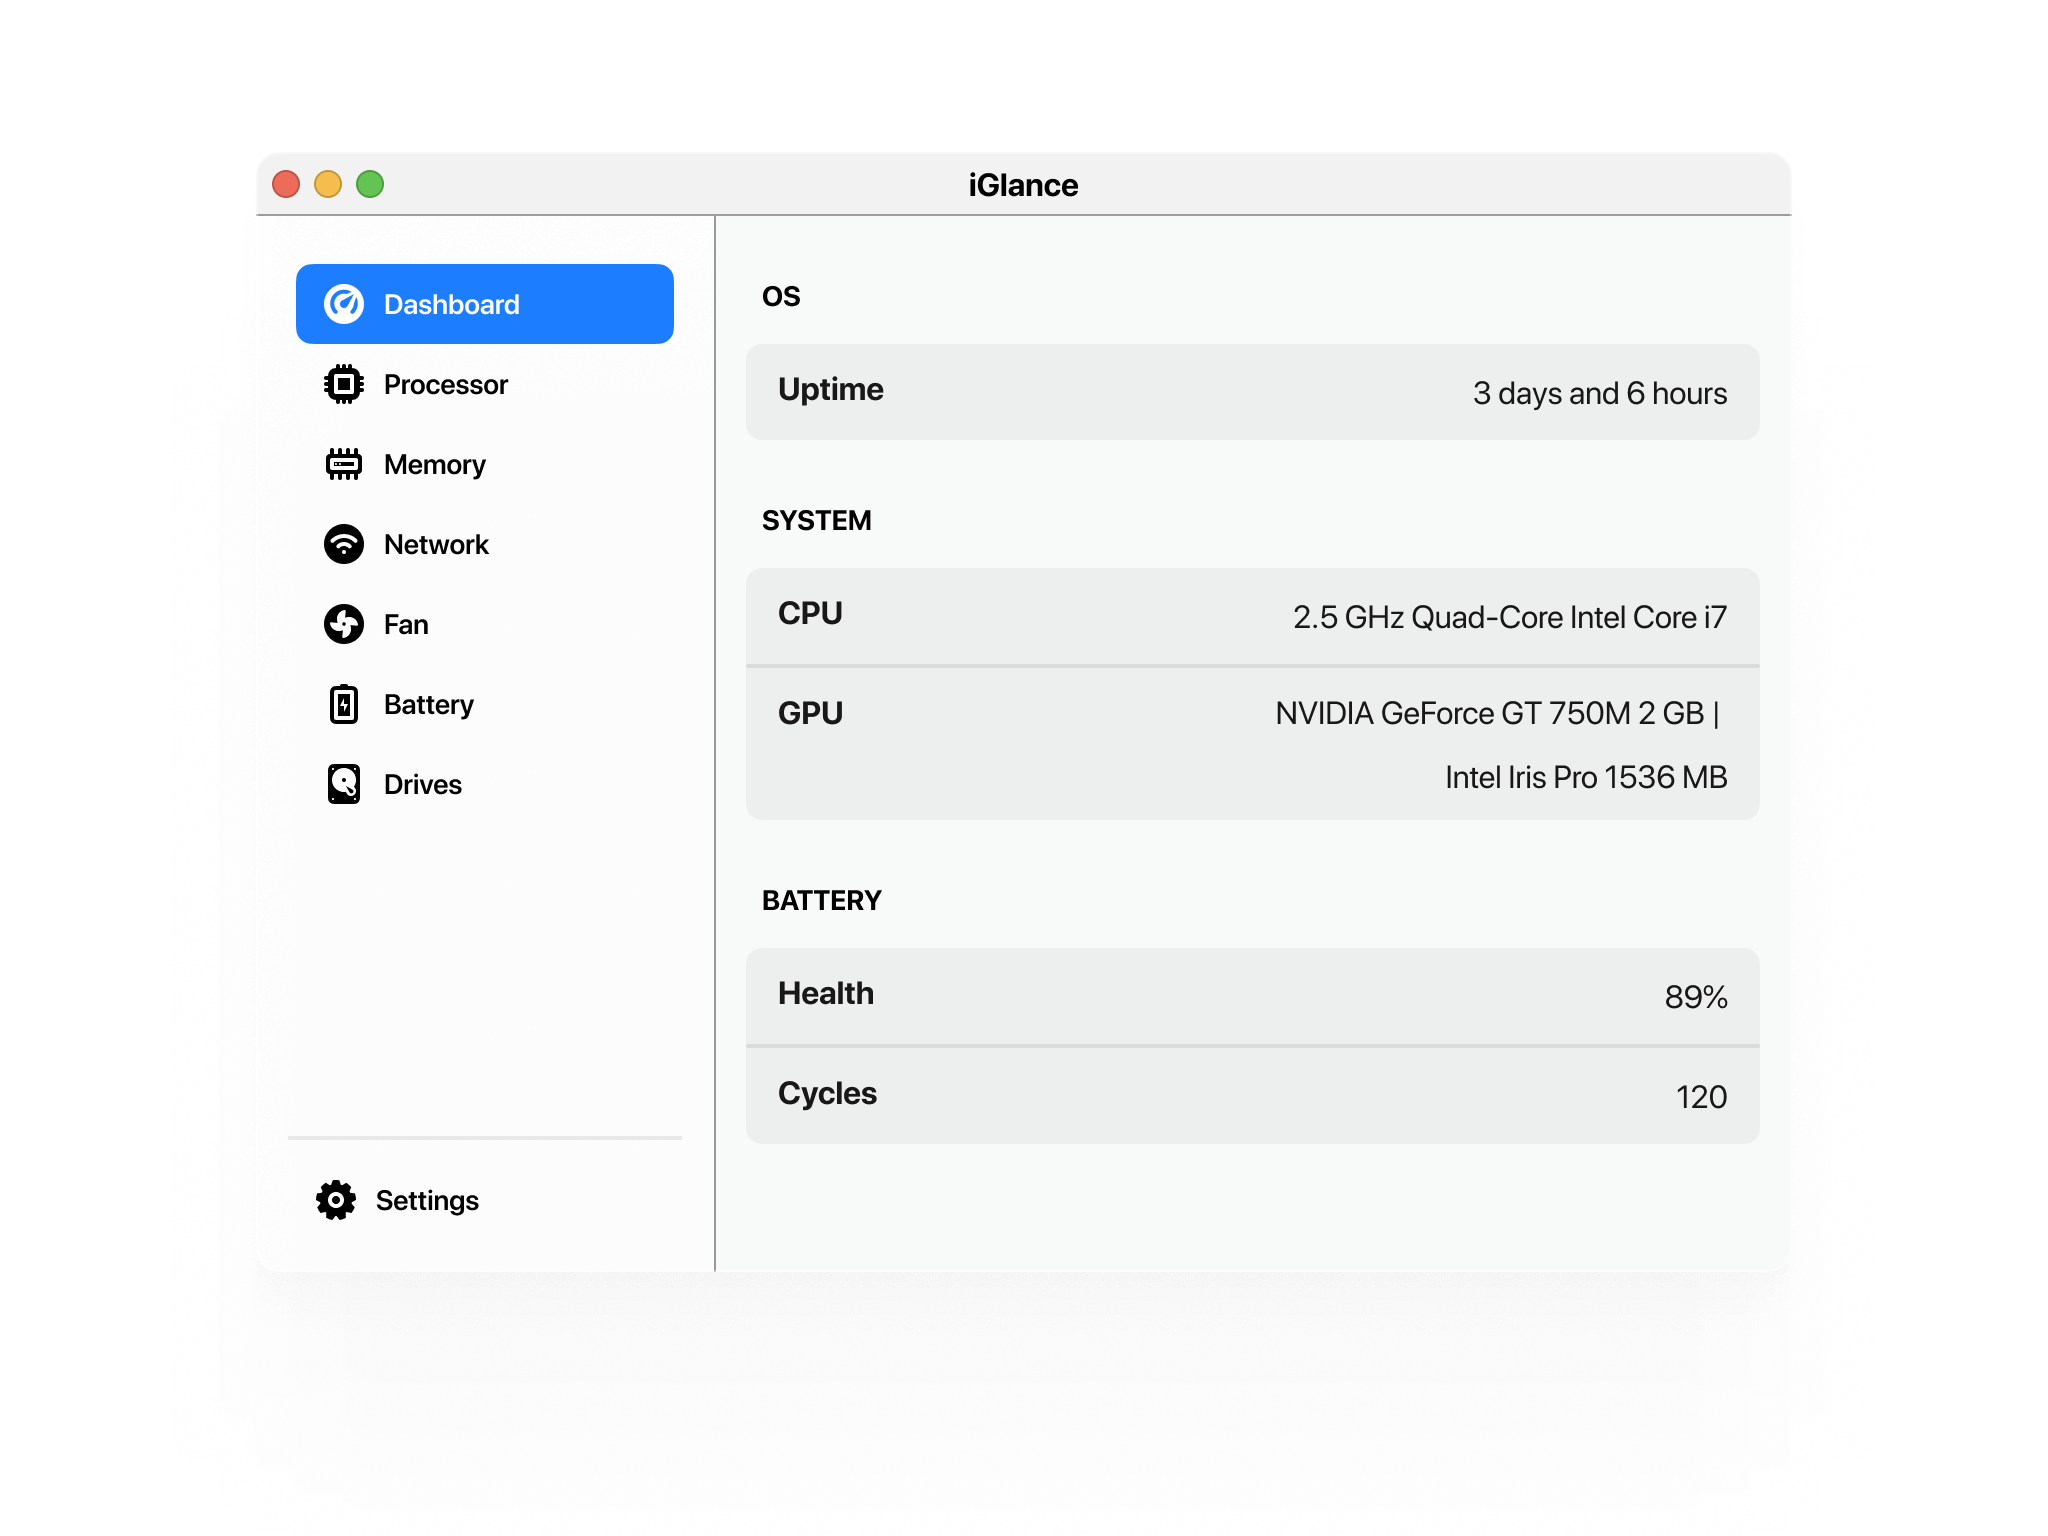 iGlance
Dashboard
Processor
Memory
Network
Fan
Battery
Drives
Settings
OS
Uptime 3 days and 6 hours
SYSTEM
CPU 2.5 GHz Quad-Core Intel Core i7
GPU NVIDIA GeForce GT 750M 2 GB |
Intel Iris Pro 1536 MB
BATTERY
Health 89%
Cycles 120